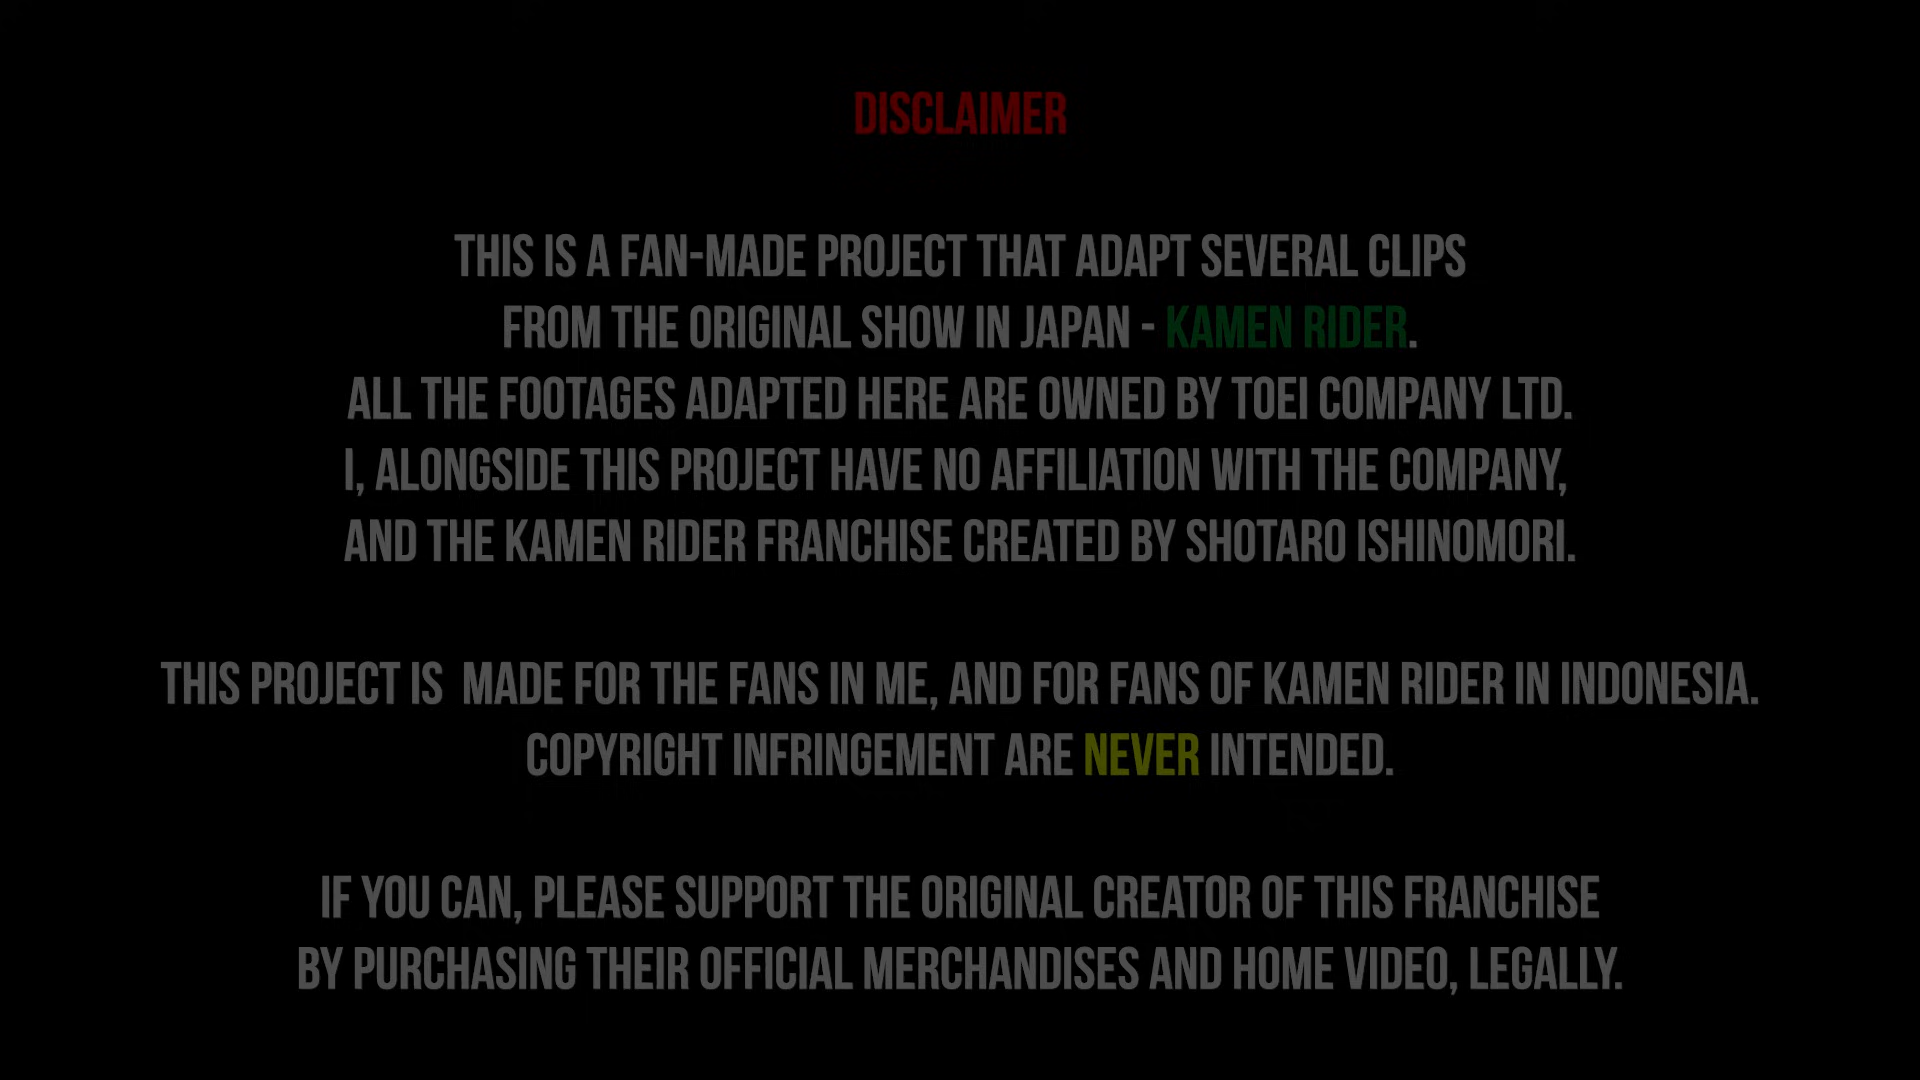 DISCLAIMER
THIS IS A FAN-MADE PROJECT THAT ADAPT SEVERAL CLIPS
FROM THE ORIGINAL SHOW IN JAPAN - KAMEN RIDER.
ALL THE FOOTAGES ADAPTED HERE ARE OWNED BY TOEI COMPANY LTD.
I, ALONGSIDE THIS PROJECT HAVE NO AFFILIATION WITH THE COMPANY,
AND THE KAMEN RIDER FRANCHISE CREATED BY SHOTARO ISHINOMORI.
THIS PROJECT IS  MADE FOR THE FANS IN ME, AND FOR FANS OF KAMEN RIDER IN INDONESIA.
COPYRIGHT INFRINGEMENT ARE NEVER INTENDED.
IF YOU CAN, PLEASE SUPPORT THE ORIGINAL CREATOR OF THIS FRANCHISE
BY PURCHASING THEIR OFFICIAL MERCHANDISES AND HOME VIDEO, LEGALLY.